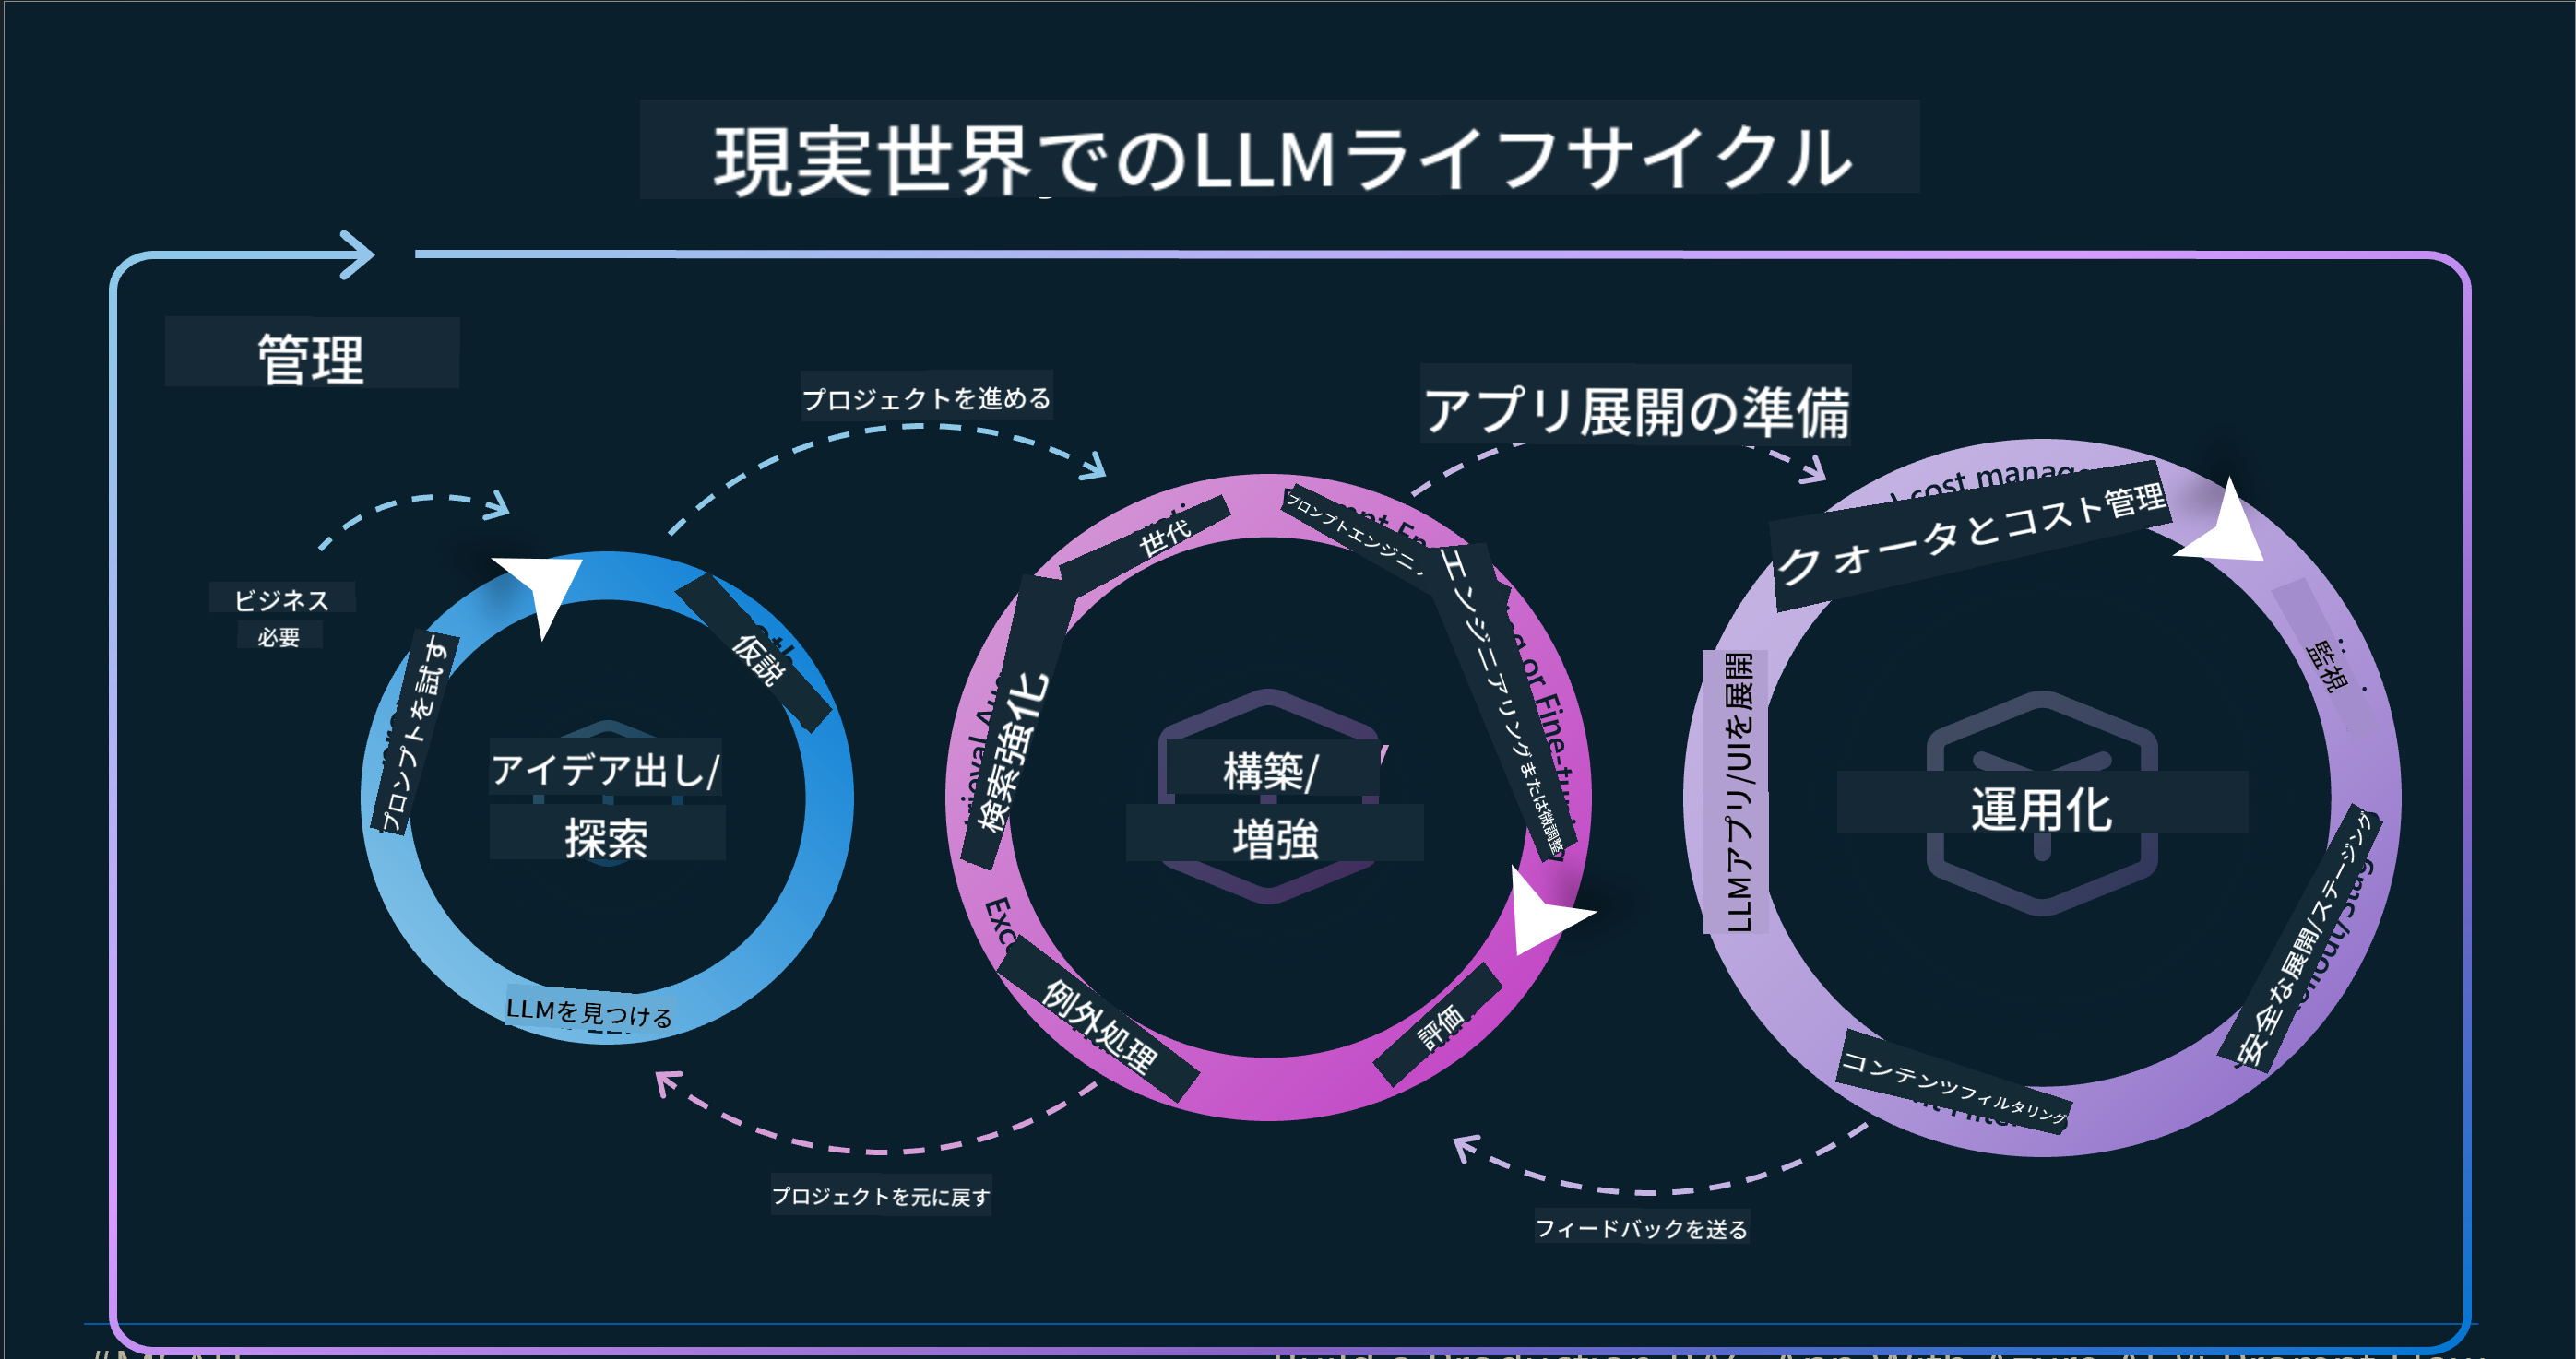 現実世界でのLLMライフサイクル
管理
プロジェクトを進める
アプリ展開の準備
ビジネス
必要
プロンプトを試す
仮説
アイデア出し/
探索
LLMを見つける
世代
プロンプトエンジニ
エンジニアリングまたは微調整
or Fine-
検索強化
構築/
増強
例外処理
評価
cost
クォータとコスト管理
監視
LLMアプリ/UIを展開
運用化
安全な展開/ステージング
コンテンツフィルタリング
プロジェクトを元に戻す
フィードバックを送る